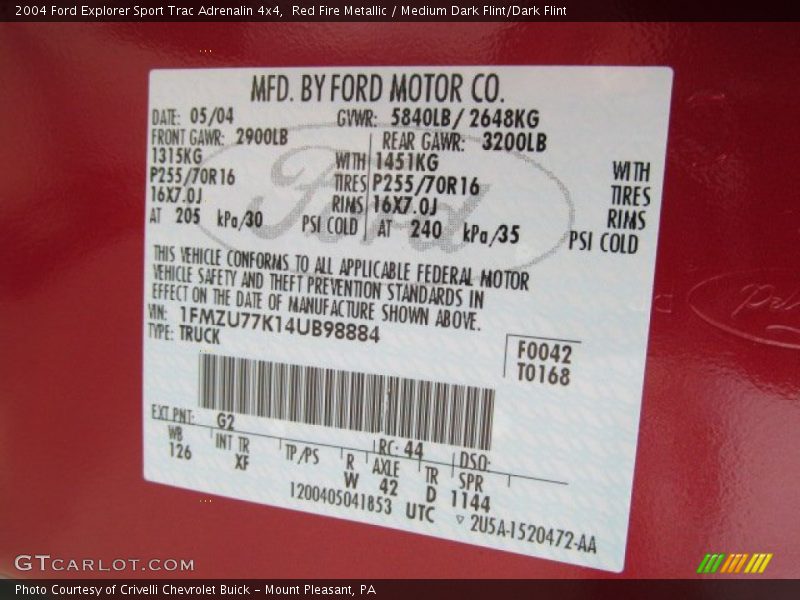 2004 Ford Explorer Sport Trac Adrenalin 4x4,  Red Fire Metallic / Medium Dark Flint/Dark Flint
MFD. BY FORD MOTOR CO.
DATE: 05/04 GVWR: 5840LB/ 2648KG
FRONT GAWR: 2900LB REAR GAWR: 3200LB
1315KG WITH 1451KG WITH
P255/70R16 TIRES P255/70R16 TIRES
16X7.0J RIMS 16X7.0J RIMS
AT 205 kPa/30 PSI COLD AT 240 kPa/35 PSI COLD
Ford
THIS VEHICLE CONFORMS TO ALL APPLICABLE FEDERAL MOTOR
VEHICLE SAFETY AND THEFT PREVENTION STANDARDS IN
EFFECT ON THE DATE OF MANUFACTURE SHOWN ABOVE.
VIN: 1FMZU77K14UB98884
TYPE: TRUCK
F0042
T0168
EXT PNT: G2 RC: 44 DSO:
WB INT TR TP/PS R AXLE TR SPR
126 XF W 42 D 1144
1200405041853 UTC ▽ 2U5A-1520472-AA
GTCARLOT.COM
Photo Courtesy of Crivelli Chevrolet Buick - Mount Pleasant, PA